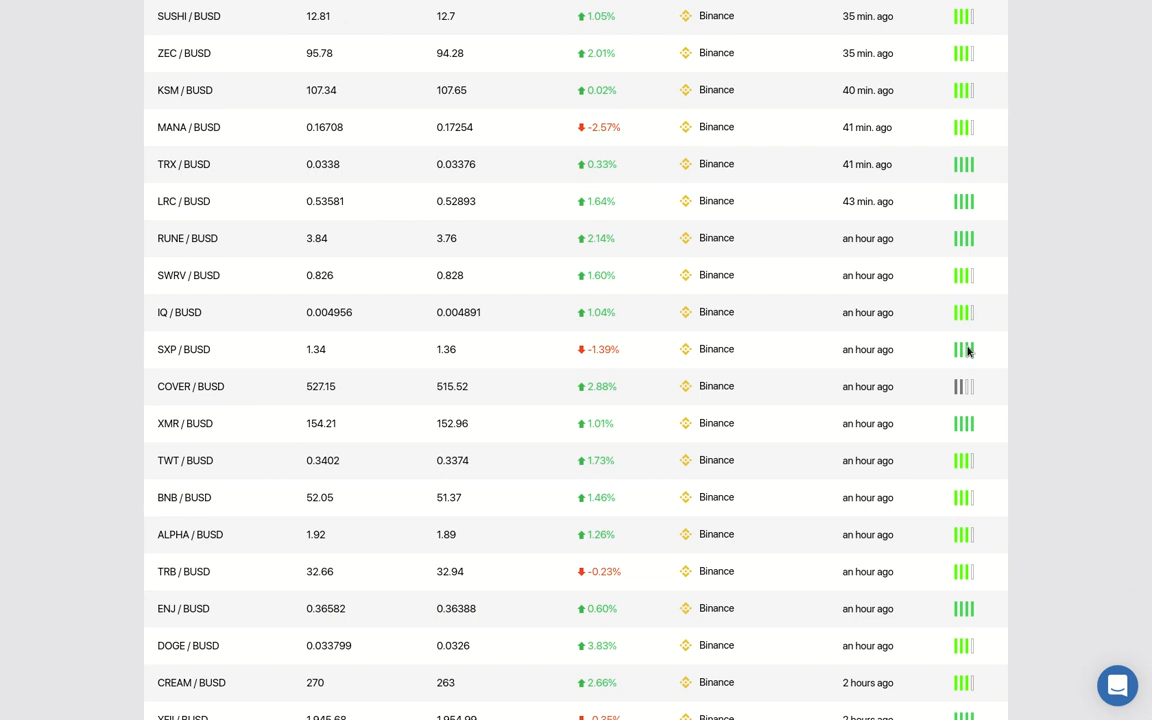 SUSHI / BUSD 12.81 12.7 1.05% Binance 35 min. ago
ZEC / BUSD 95.78 94.28 2.01% Binance 35 min. ago
KSM / BUSD 107.34 107.65 0.02% Binance 40 min. ago
MANA / BUSD 0.16708 0.17254 -2.57% Binance 41 min. ago
TRX / BUSD 0.0338 0.03376 0.33% Binance 41 min. ago
LRC / BUSD 0.53581 0.52893 1.64% Binance 43 min. ago
RUNE / BUSD 3.84 3.76 2.14% Binance an hour ago
SWRV / BUSD 0.826 0.828 1.60% Binance an hour ago
IQ / BUSD 0.004956 0.004891 1.04% Binance an hour ago
SXP / BUSD 1.34 1.36 -1.39% Binance an hour ago
COVER / BUSD 527.15 515.52 2.88% Binance an hour ago
XMR / BUSD 154.21 152.96 1.01% Binance an hour ago
TWT / BUSD 0.3402 0.3374 1.73% Binance an hour ago
BNB / BUSD 52.05 51.37 1.46% Binance an hour ago
ALPHA / BUSD 1.92 1.89 1.26% Binance an hour ago
TRB / BUSD 32.66 32.94 -0.23% Binance an hour ago
ENJ / BUSD 0.36582 0.36388 0.60% Binance an hour ago
DOGE / BUSD 0.033799 0.0326 3.83% Binance an hour ago
CREAM / BUSD 270 263 2.66% Binance 2 hours ago
YFII / BUSD 1,945.68 1,954.99 -0.35% Binance 2 hours ago